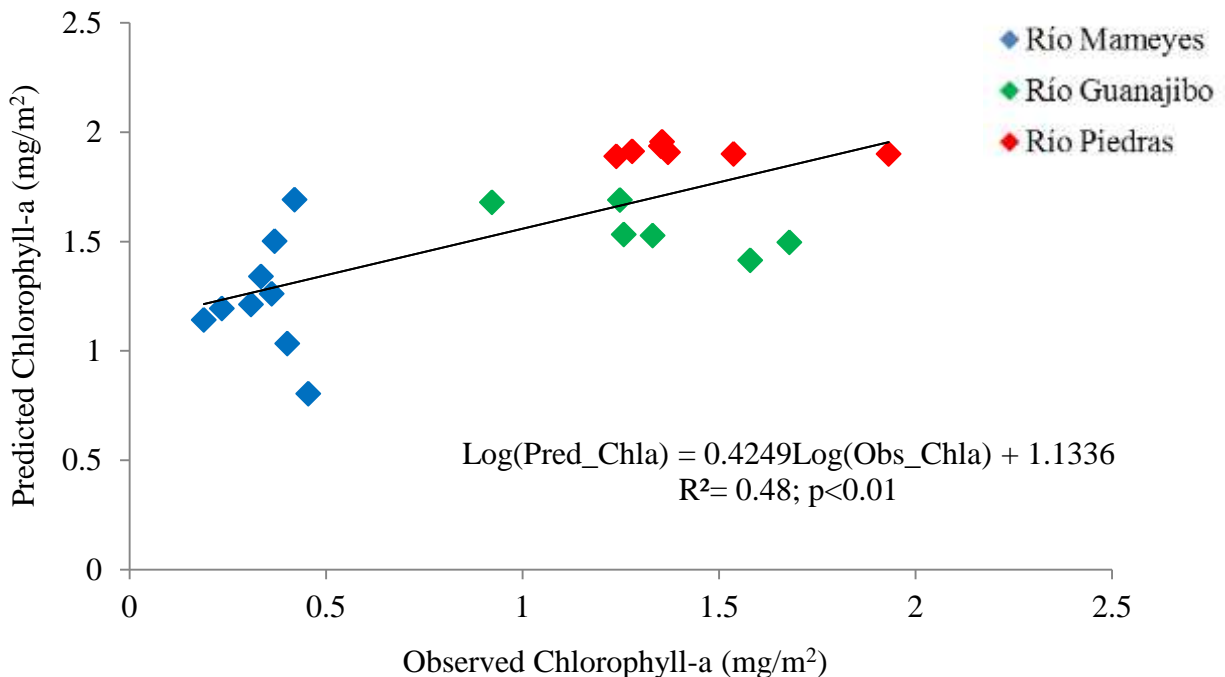 2.5
2
1.5
1
0.5
0
0
0.5
1
1.5
2
2.5
Predicted Chlorophyll-a (mg/m²)
Observed Chlorophyll-a (mg/m²)
Río Mameyes
Río Guanajibo
Río Piedras
Log(Pred_Chla) = 0.4249Log(Obs_Chla) + 1.1336
R²= 0.48; p<0.01